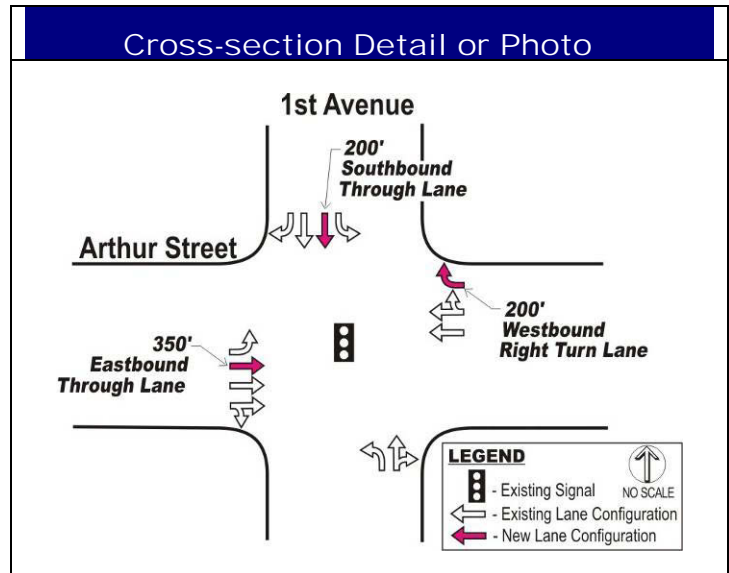 Cross-section Detail or Photo
1st Avenue
200'
Southbound
Through Lane
Arthur Street
200'
Westbound
Right Turn Lane
350'
Eastbound
Through Lane
LEGEND
- Existing Signal
NO SCALE
- Existing Lane Configuration
- New Lane Configuration